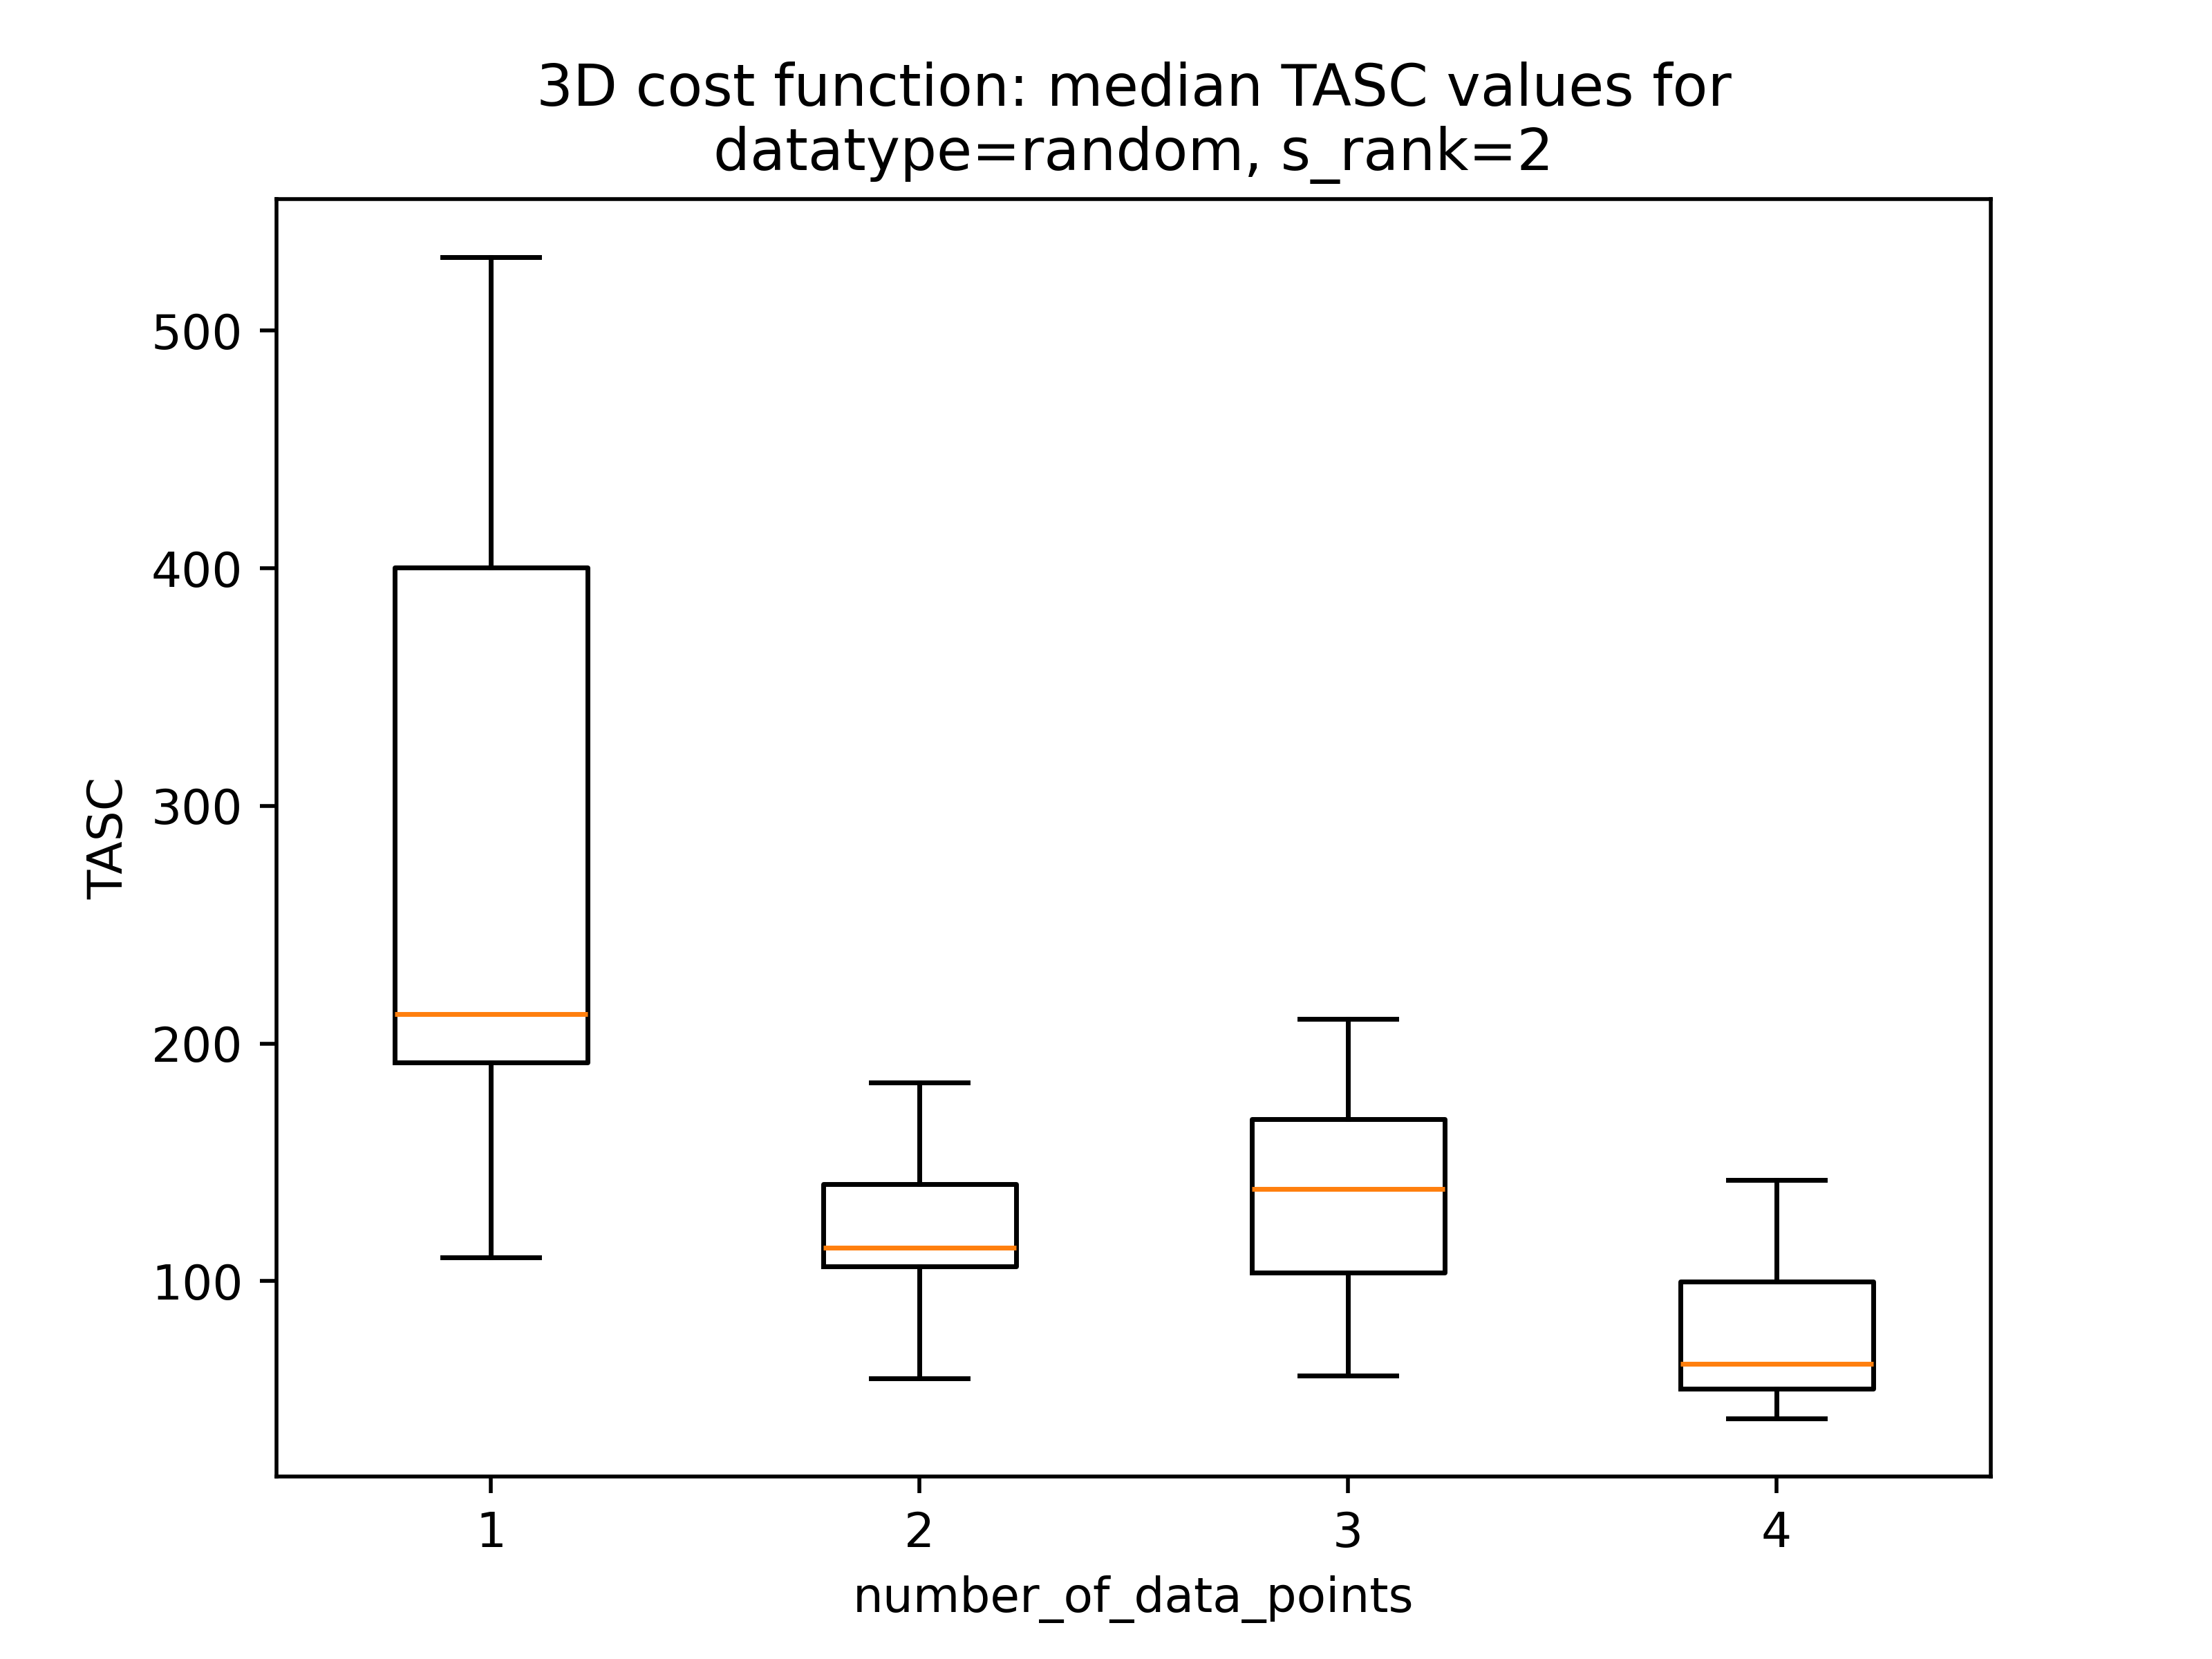 3D cost function: median TASC values for
datatype=random, s_rank=2
TASC
500
400
300
200
100
1 2 3 4
number_of_data_points